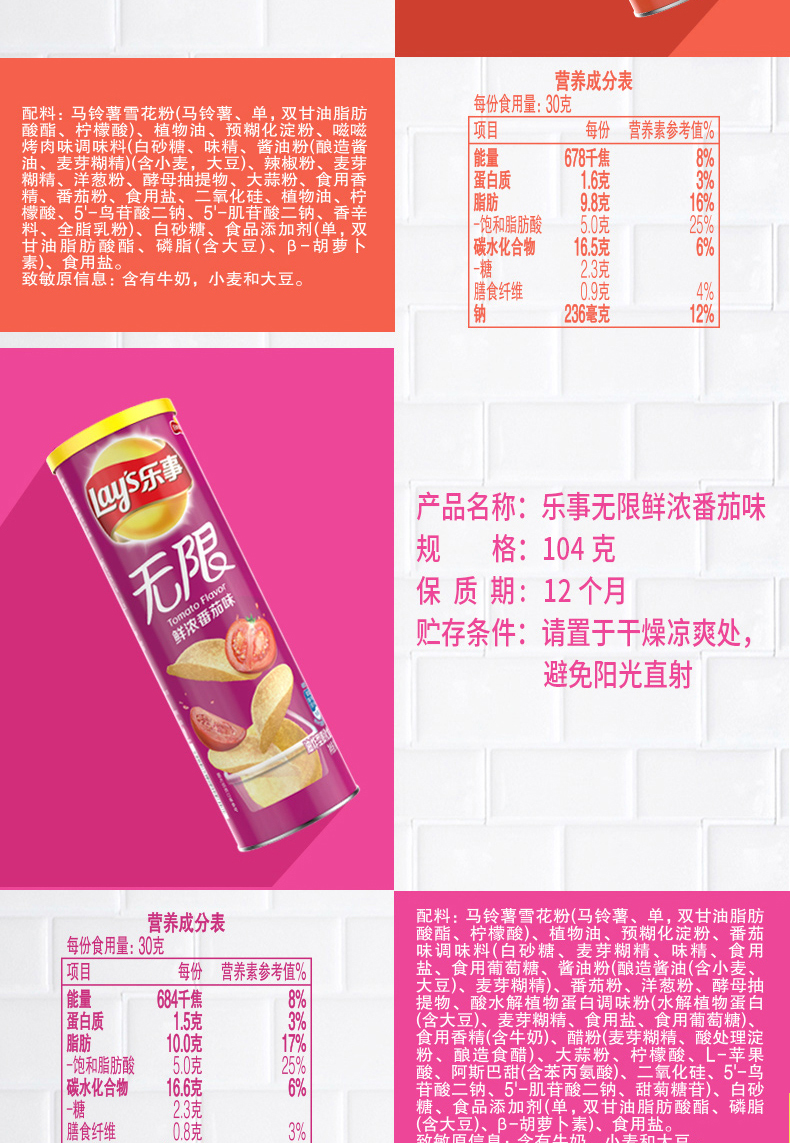 配料：马铃薯雪花粉(马铃薯、单，双甘油脂肪
酸酯、柠檬酸)、植物油、预糊化淀粉、嗞嗞
烤肉味调味料(白砂糖、味精、酱油粉(酿造酱
油、麦芽糊精)(含小麦，大豆)、辣椒粉、麦芽
糊精、洋葱粉、酵母抽提物、大蒜粉、食用香
精、番茄粉、食用盐、二氧化硅、植物油、柠
檬酸、5'-鸟苷酸二钠、5'-肌苷酸二钠、香辛
料、全脂乳粉)、白砂糖、食品添加剂(单,双
甘油脂肪酸酯、磷脂(含大豆)、β-胡萝卜
素)、食用盐。
致敏原信息：含有牛奶，小麦和大豆。
营养成分表
每份食用量：30克
项目 每份 营养素参考值%
能量 678千焦 8%
蛋白质 1.6克 3%
脂肪 9.8克 16%
-饱和脂肪酸 5.0克 25%
碳水化合物 16.5克 6%
-糖 2.3克
膳食纤维 0.9克 4%
钠 236毫克 12%
Lay's乐事
无限
Tomato Flavor
鲜浓番茄味
产品名称：乐事无限鲜浓番茄味
规 格：104 克
保 质 期：12 个月
贮存条件：请置于干燥凉爽处，
避免阳光直射
营养成分表
每份食用量：30克
项目 每份 营养素参考值%
能量 684千焦 8%
蛋白质 1.5克 3%
脂肪 10.0克 17%
-饱和脂肪酸 5.0克 25%
碳水化合物 16.6克 6%
-糖 2.3克
膳食纤维 0.8克 3%
配料：马铃薯雪花粉(马铃薯、单，双甘油脂肪
酸酯、柠檬酸)、植物油、预糊化淀粉、番茄
味调味料(白砂糖、麦芽糊精、味精、食用
盐、食用葡萄糖、酱油粉(酿造酱油(含小麦、
大豆)、麦芽糊精)、番茄粉、洋葱粉、酵母抽
提物、酸水解植物蛋白调味粉(水解植物蛋白
(含大豆)、麦芽糊精、食用盐、食用葡萄糖)、
食用香精(含牛奶)、醋粉(麦芽糊精、酸处理淀
粉、酿造食醋)、大蒜粉、柠檬酸、L-苹果
酸、阿斯巴甜(含苯丙氨酸)、二氧化硅、5'-鸟
苷酸二钠、5'-肌苷酸二钠、甜菊糖苷)、白砂
糖、食品添加剂(单,双甘油脂肪酸酯、磷脂
(含大豆)、β-胡萝卜素)、食用盐。
致敏原信息：含有牛奶，小麦和大豆